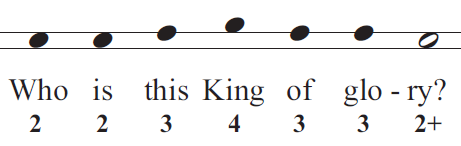 Who is this King of glo - ry?
2 2 3 4 3 3 2+